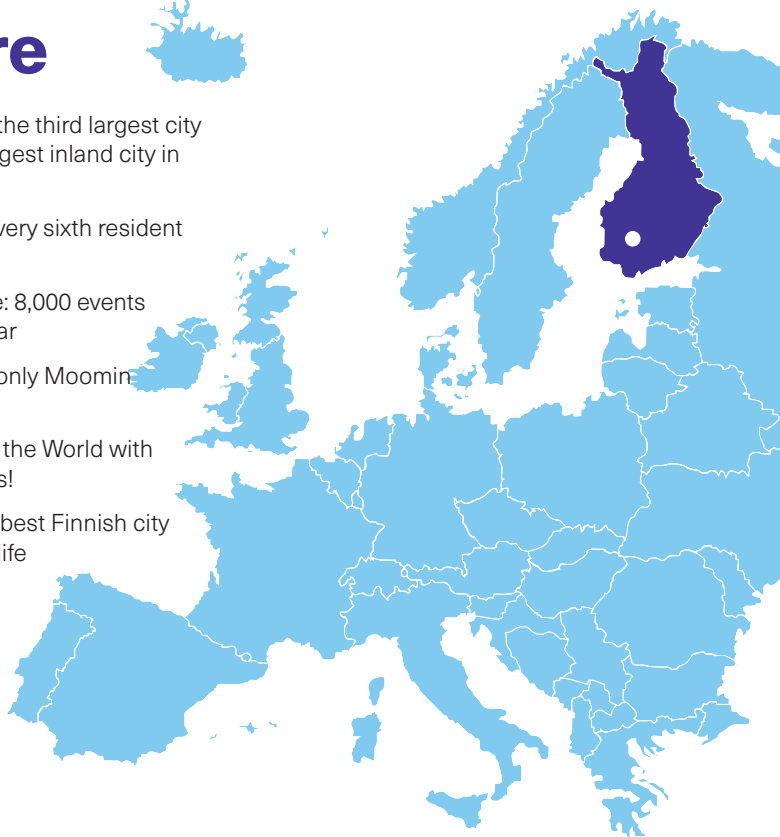 re
the third largest city
gest inland city in
very sixth resident
e: 8,000 events
ar
only Moomin
the World with
s!
best Finnish city
life